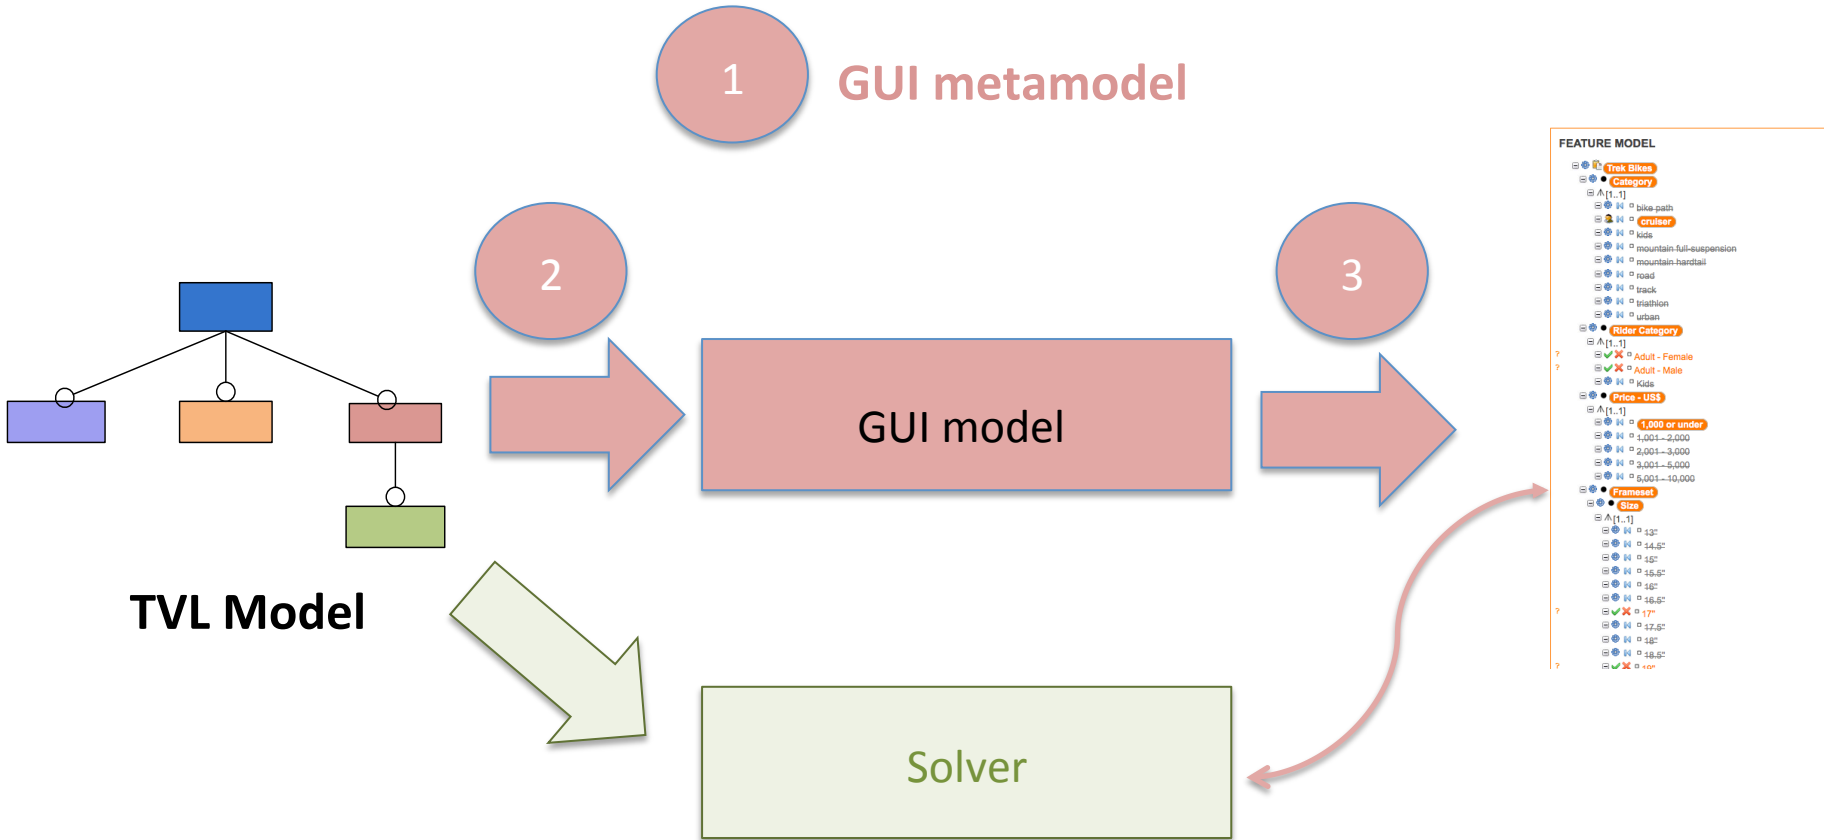 1
GUI metamodel
2
3
TVL Model
GUI model
Solver
FEATURE MODEL
Trek Bikes
Category
[1..1]
bike path
cruiser
kids
mountain full-suspension
mountain hardtail
road
track
triathlon
urban
Rider Category
[1..1]
? Adult - Female
? Adult - Male
Kids
Price - US$
[1..1]
1,000 or under
1,001 - 2,000
2,001 - 3,000
3,001 - 5,000
5,001 - 10,000
Frameset
Size
[1..1]
13"
14.5"
15"
15.5"
16"
16.5"
? 17"
17.5"
18"
18.5"
? 19"